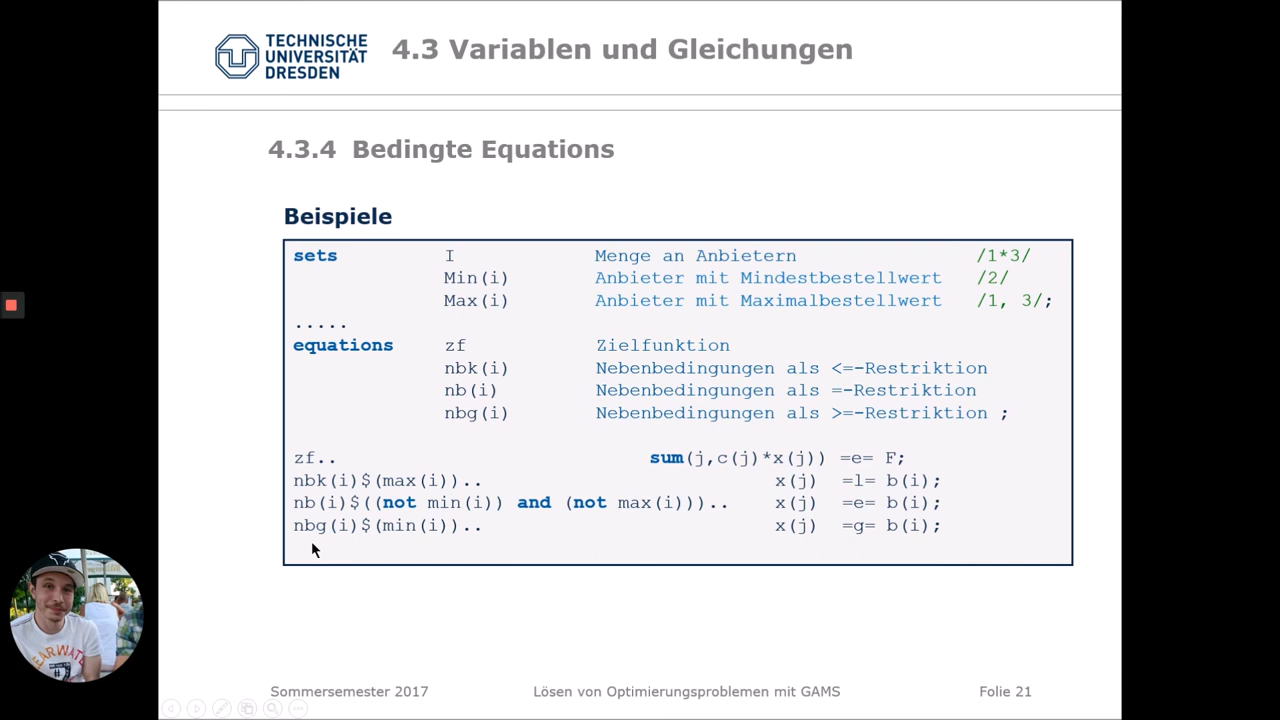 TECHNISCHE
UNIVERSITÄT
DRESDEN
4.3 Variablen und Gleichungen
4.3.4 Bedingte Equations
Beispiele
sets I Menge an Anbietern /1*3/
Min(i) Anbieter mit Mindestbestellwert /2/
Max(i) Anbieter mit Maximalbestellwert /1, 3/;
.....
equations zf Zielfunktion
nbk(i) Nebenbedingungen als <=-Restriktion
nb(i) Nebenbedingungen als =-Restriktion
nbg(i) Nebenbedingungen als >=-Restriktion ;
zf.. sum(j,c(j)*x(j)) =e= F;
nbk(i)$(max(i)).. x(j) =l= b(i);
nb(i)$((not min(i)) and (not max(i))).. x(j) =e= b(i);
nbg(i)$(min(i)).. x(j) =g= b(i);
Sommersemester 2017 Lösen von Optimierungsproblemen mit GAMS Folie 21